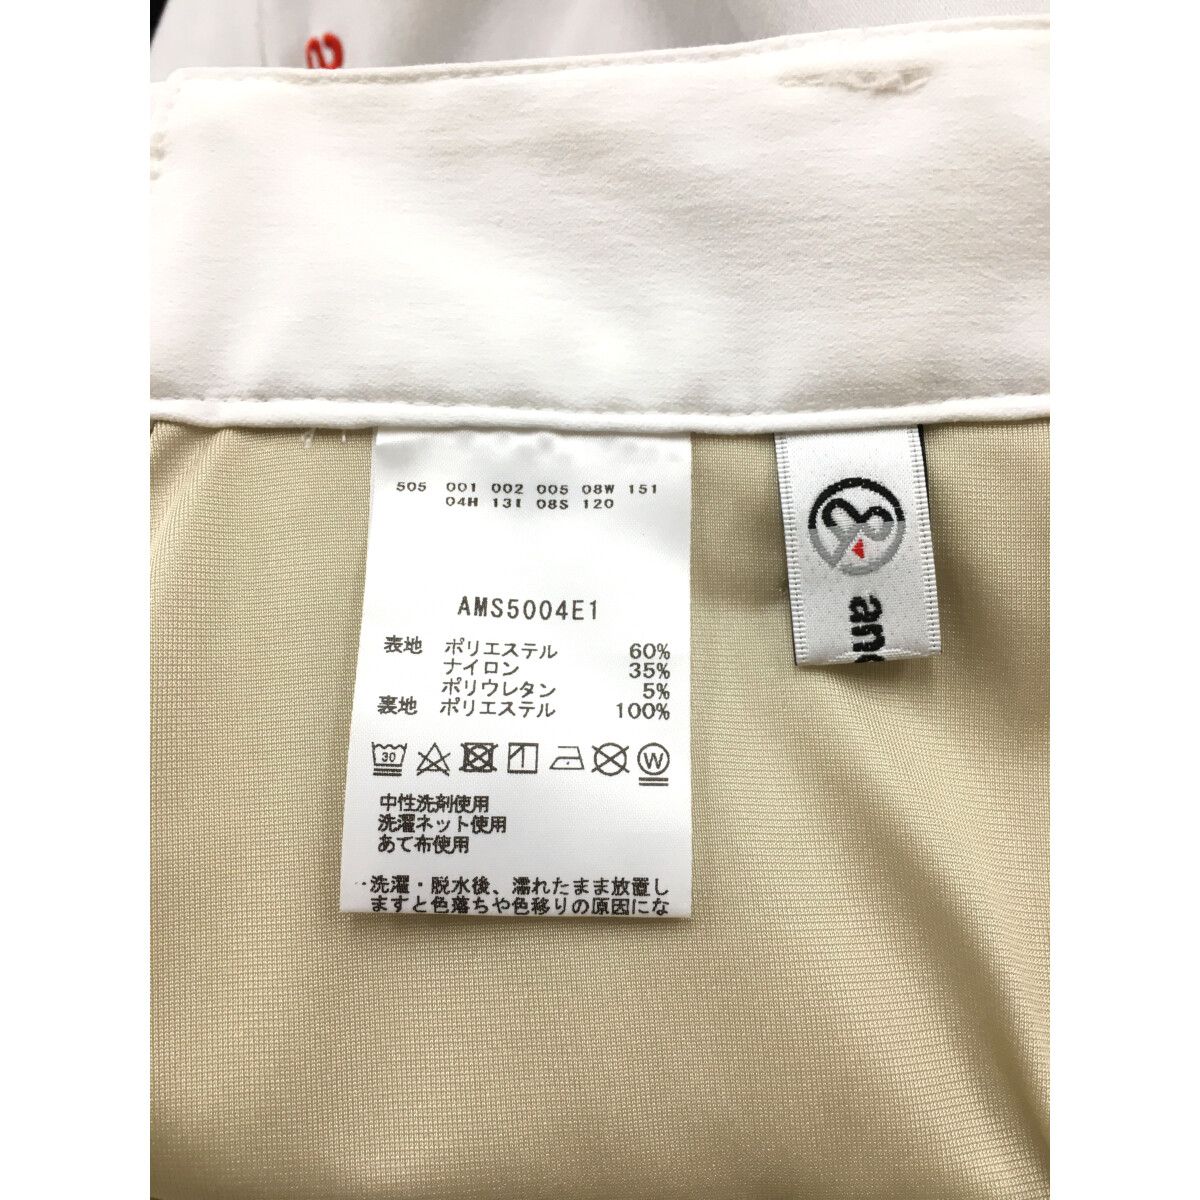 505 001 002 005 08W 151
04H 13I 08S 120
AMS5004E1
表地 ポリエステル 60%
ナイロン 35%
ポリウレタン 5%
裏地 ポリエステル 100%
30
W
中性洗剤使用
洗濯ネット使用
あて布使用
洗濯・脱水後、濡れたまま放置し
ますと色落ちや色移りの原因にな
an